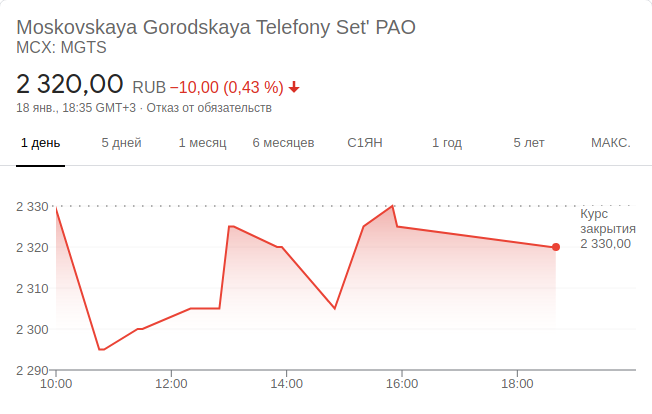 Moskovskaya Gorodskaya Telefony Set' PAO
MCX: MGTS
2 320,00 RUB −10,00 (0,43 %)
18 янв., 18:35 GMT+3 · Отказ от обязательств
1 день 5 дней 1 месяц 6 месяцев С1ЯН 1 год 5 лет МАКС.
2 330
Курс
закрытия
2 330,00
2 320
2 310
2 300
2 290
10:00 12:00 14:00 16:00 18:00